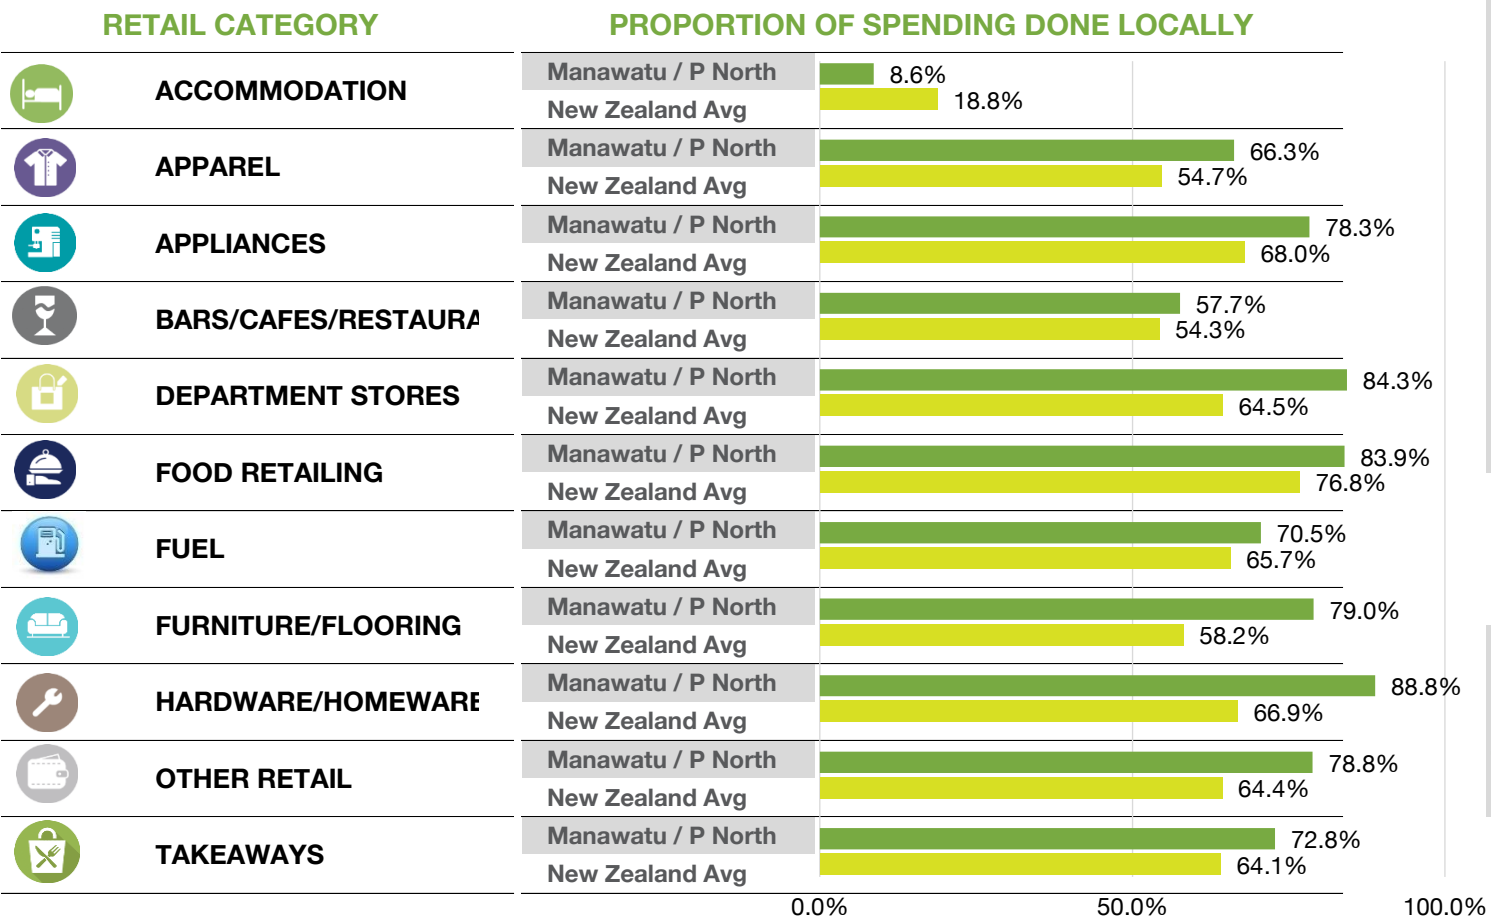 RETAIL CATEGORY PROPORTION OF SPENDING DONE LOCALLY
ACCOMMODATION
Manawatu / P North 8.6%
New Zealand Avg 18.8%
APPAREL
Manawatu / P North 66.3%
New Zealand Avg 54.7%
APPLIANCES
Manawatu / P North 78.3%
New Zealand Avg 68.0%
BARS/CAFES/RESTAURA
Manawatu / P North 57.7%
New Zealand Avg 54.3%
DEPARTMENT STORES
Manawatu / P North 84.3%
New Zealand Avg 64.5%
FOOD RETAILING
Manawatu / P North 83.9%
New Zealand Avg 76.8%
FUEL
Manawatu / P North 70.5%
New Zealand Avg 65.7%
FURNITURE/FLOORING
Manawatu / P North 79.0%
New Zealand Avg 58.2%
HARDWARE/HOMEWARE
Manawatu / P North 88.8%
New Zealand Avg 66.9%
OTHER RETAIL
Manawatu / P North 78.8%
New Zealand Avg 64.4%
TAKEAWAYS
Manawatu / P North 72.8%
New Zealand Avg 64.1%
0.0% 50.0% 100.0%